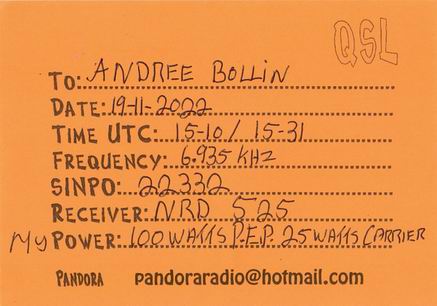 QSL
TO: ANDREE BOLLIN
DATE: 19-11-2022
TIME UTC: 15-10 / 15-31
FREQUENCY: 6.935 KHZ
SINPO: 22332
RECEIVER: NRD 525
My POWER: 100 WATTS P.E.P. 25 WATTS CARRIER
PANDORA pandoraradio@hotmail.com